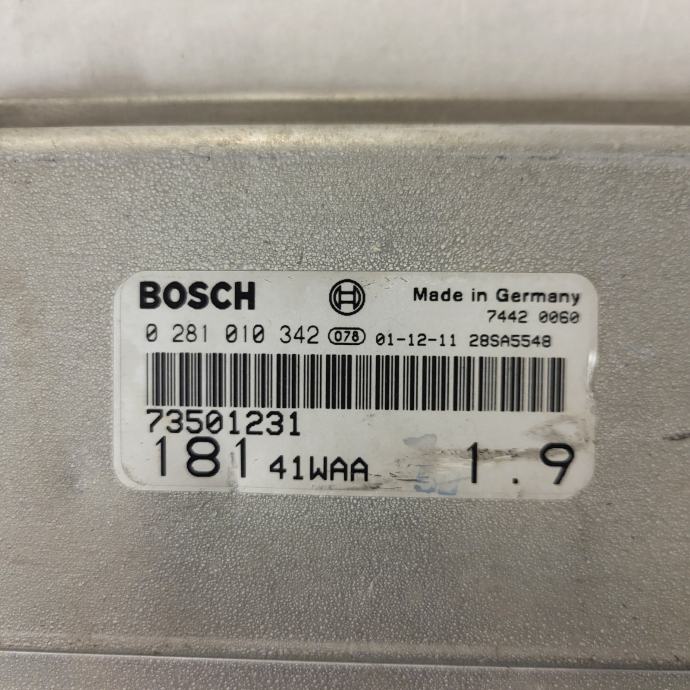 BOSCH Made in Germany
7442 0060
0 281 010 342 078 01-12-11 28SA5548
73501231
181 41WAA 1.9